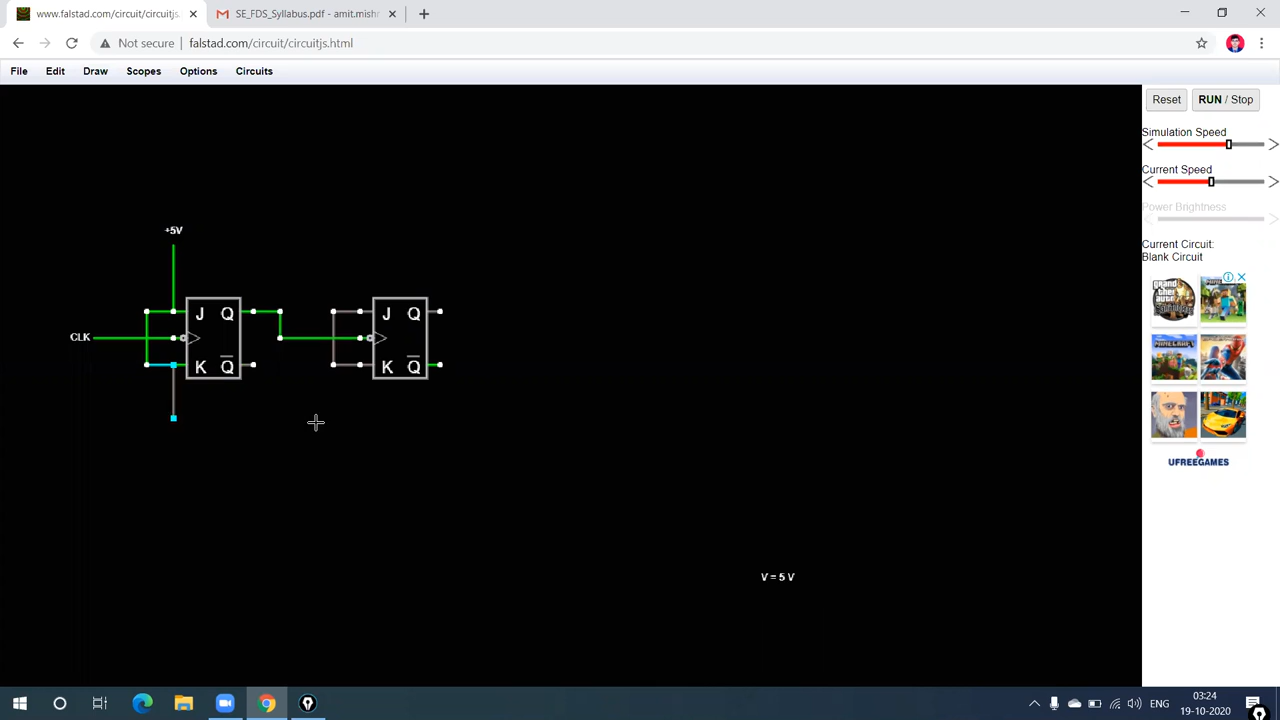 www.falstad.com/circuit/circuitjs
SE_FDS_Syllabus.pdf - amit.mishr
Not secure
falstad.com/circuit/circuitjs.html
File Edit Draw Scopes Options Circuits
Reset RUN / Stop
Simulation Speed
Current Speed
Power Brightness
Current Circuit:
Blank Circuit
UFREEGAMES
+5V
CLK
J Q
K Q̅
J Q
K Q̅
V = 5 V
ENG
03:24
19-10-2020